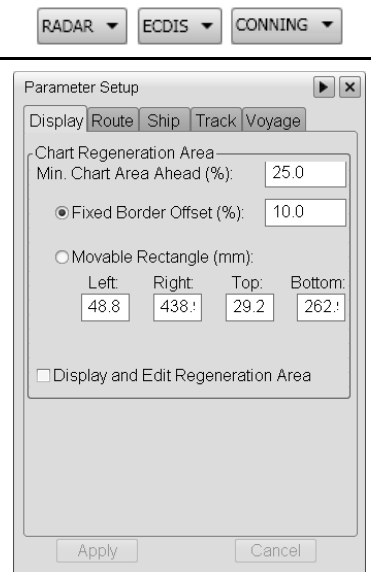 RADAR ECDIS CONNING
Parameter Setup
Display Route Ship Track Voyage
Chart Regeneration Area
Min. Chart Area Ahead (%): 25.0
Fixed Border Offset (%): 10.0
Movable Rectangle (mm):
Left: Right: Top: Bottom:
48.8 438. 29.2 262.
Display and Edit Regeneration Area
Apply Cancel